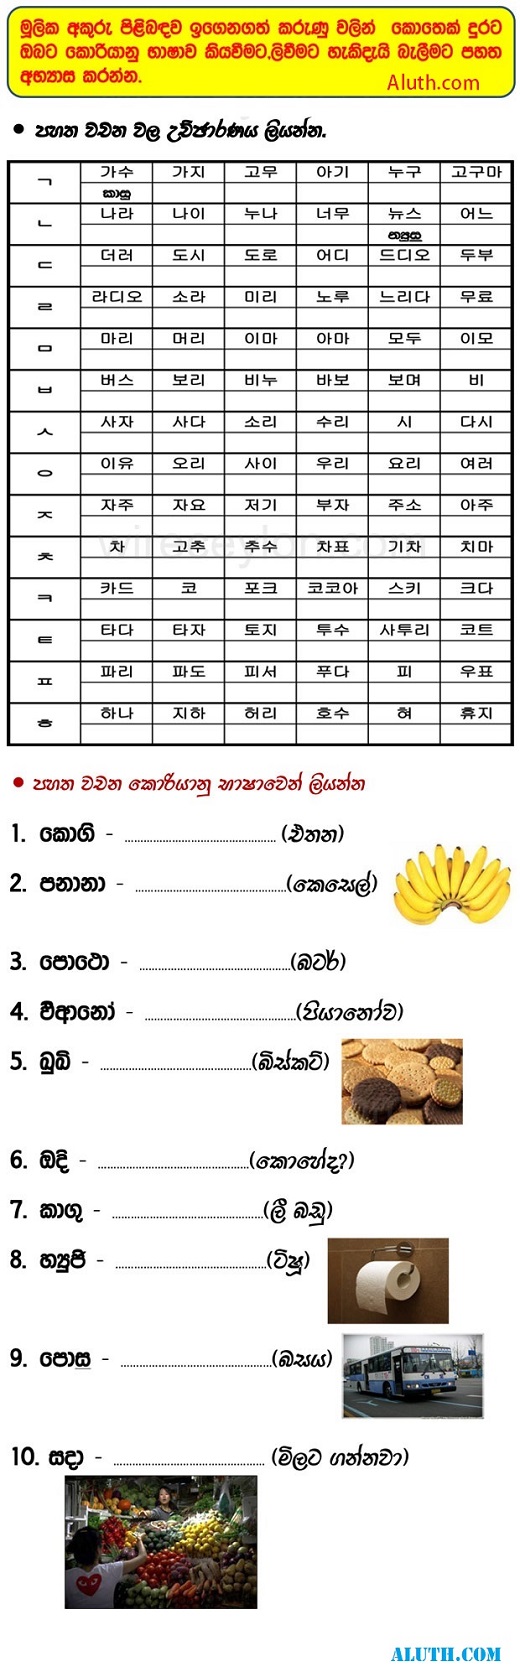 මූලික අකුරු පිළිබඳව ඉගෙනගත් කරුණු වලින් කොතෙක් දුරට
ඔබට කොරියානු භාෂාව කියවීමට,ලිවීමට හැකිදැයි බැලීමට පහත
අභ්‍යාස කරන්න.
Aluth.com
• පහත වචන වල උච්ඡාරණය ලියන්න.
ㄱ 가수 가지 고무 아기 누구 고구마
කාසු
ㄴ 나라 나이 누나 너무 뉴스 어느
න්‍යුස
ㄷ 더러 도시 도로 어디 드디오 두부
ㄹ 라디오 소라 미리 노루 느리다 무료
ㅁ 마리 머리 이마 아마 모두 이모
ㅂ 버스 보리 비누 바보 보며 비
ㅅ 사자 사다 소리 수리 시 다시
ㅇ 이유 오리 사이 우리 요리 여러
ㅈ 자주 자요 저기 부자 주소 아주
ㅊ 차 고추 추수 차표 기차 치마
ㅋ 카드 코 포크 코코아 스키 크다
ㅌ 타다 타자 토지 투수 사투리 코트
ㅍ 파리 파도 피서 푸다 피 우표
ㅎ 하나 지하 허리 호수 혀 휴지
• පහත වචන කොරියානු භාෂාවෙන් ලියන්න
1. කොගි - ........................................ (එතන)
2. පනානා - ........................................(කෙසෙල්)
3. පොථො - ........................................(බටර්)
4. ඵිආනෝ - ........................................(පියානෝව)
5. ඛුඛි - ........................................(බිස්කට්)
6. ඔදි - ........................................(කොහේද?)
7. කාගු - ........................................(ලී බඩු)
8. හ්‍යුජි - ........................................(ටිෂූ)
9. පොස - ........................................(බසය)
10. සදා - ........................................ (මිලට ගන්නවා)
ALUTH.COM